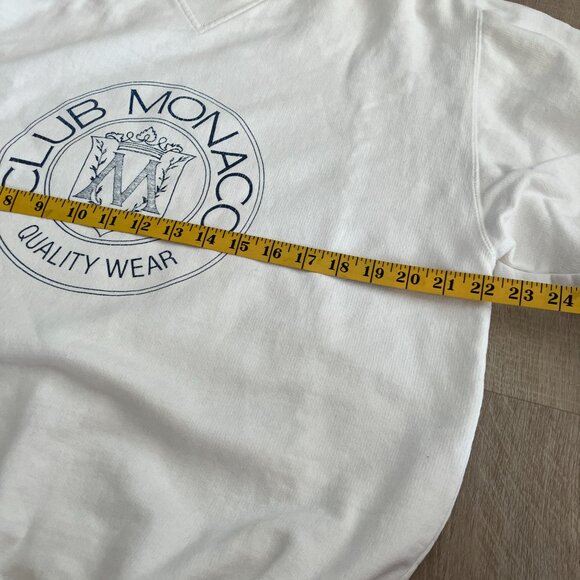 CLUB MONACO
M
QUALITY WEAR
8 9 10 11 12 13 14 15 16 17 18 19 20 21 22 23 24